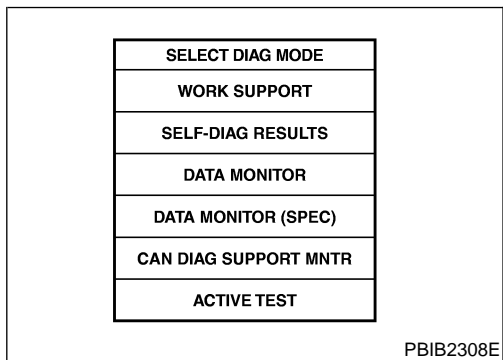 SELECT DIAG MODE
WORK SUPPORT
SELF-DIAG RESULTS
DATA MONITOR
DATA MONITOR (SPEC)
CAN DIAG SUPPORT MNTR
ACTIVE TEST
PBIB2308E